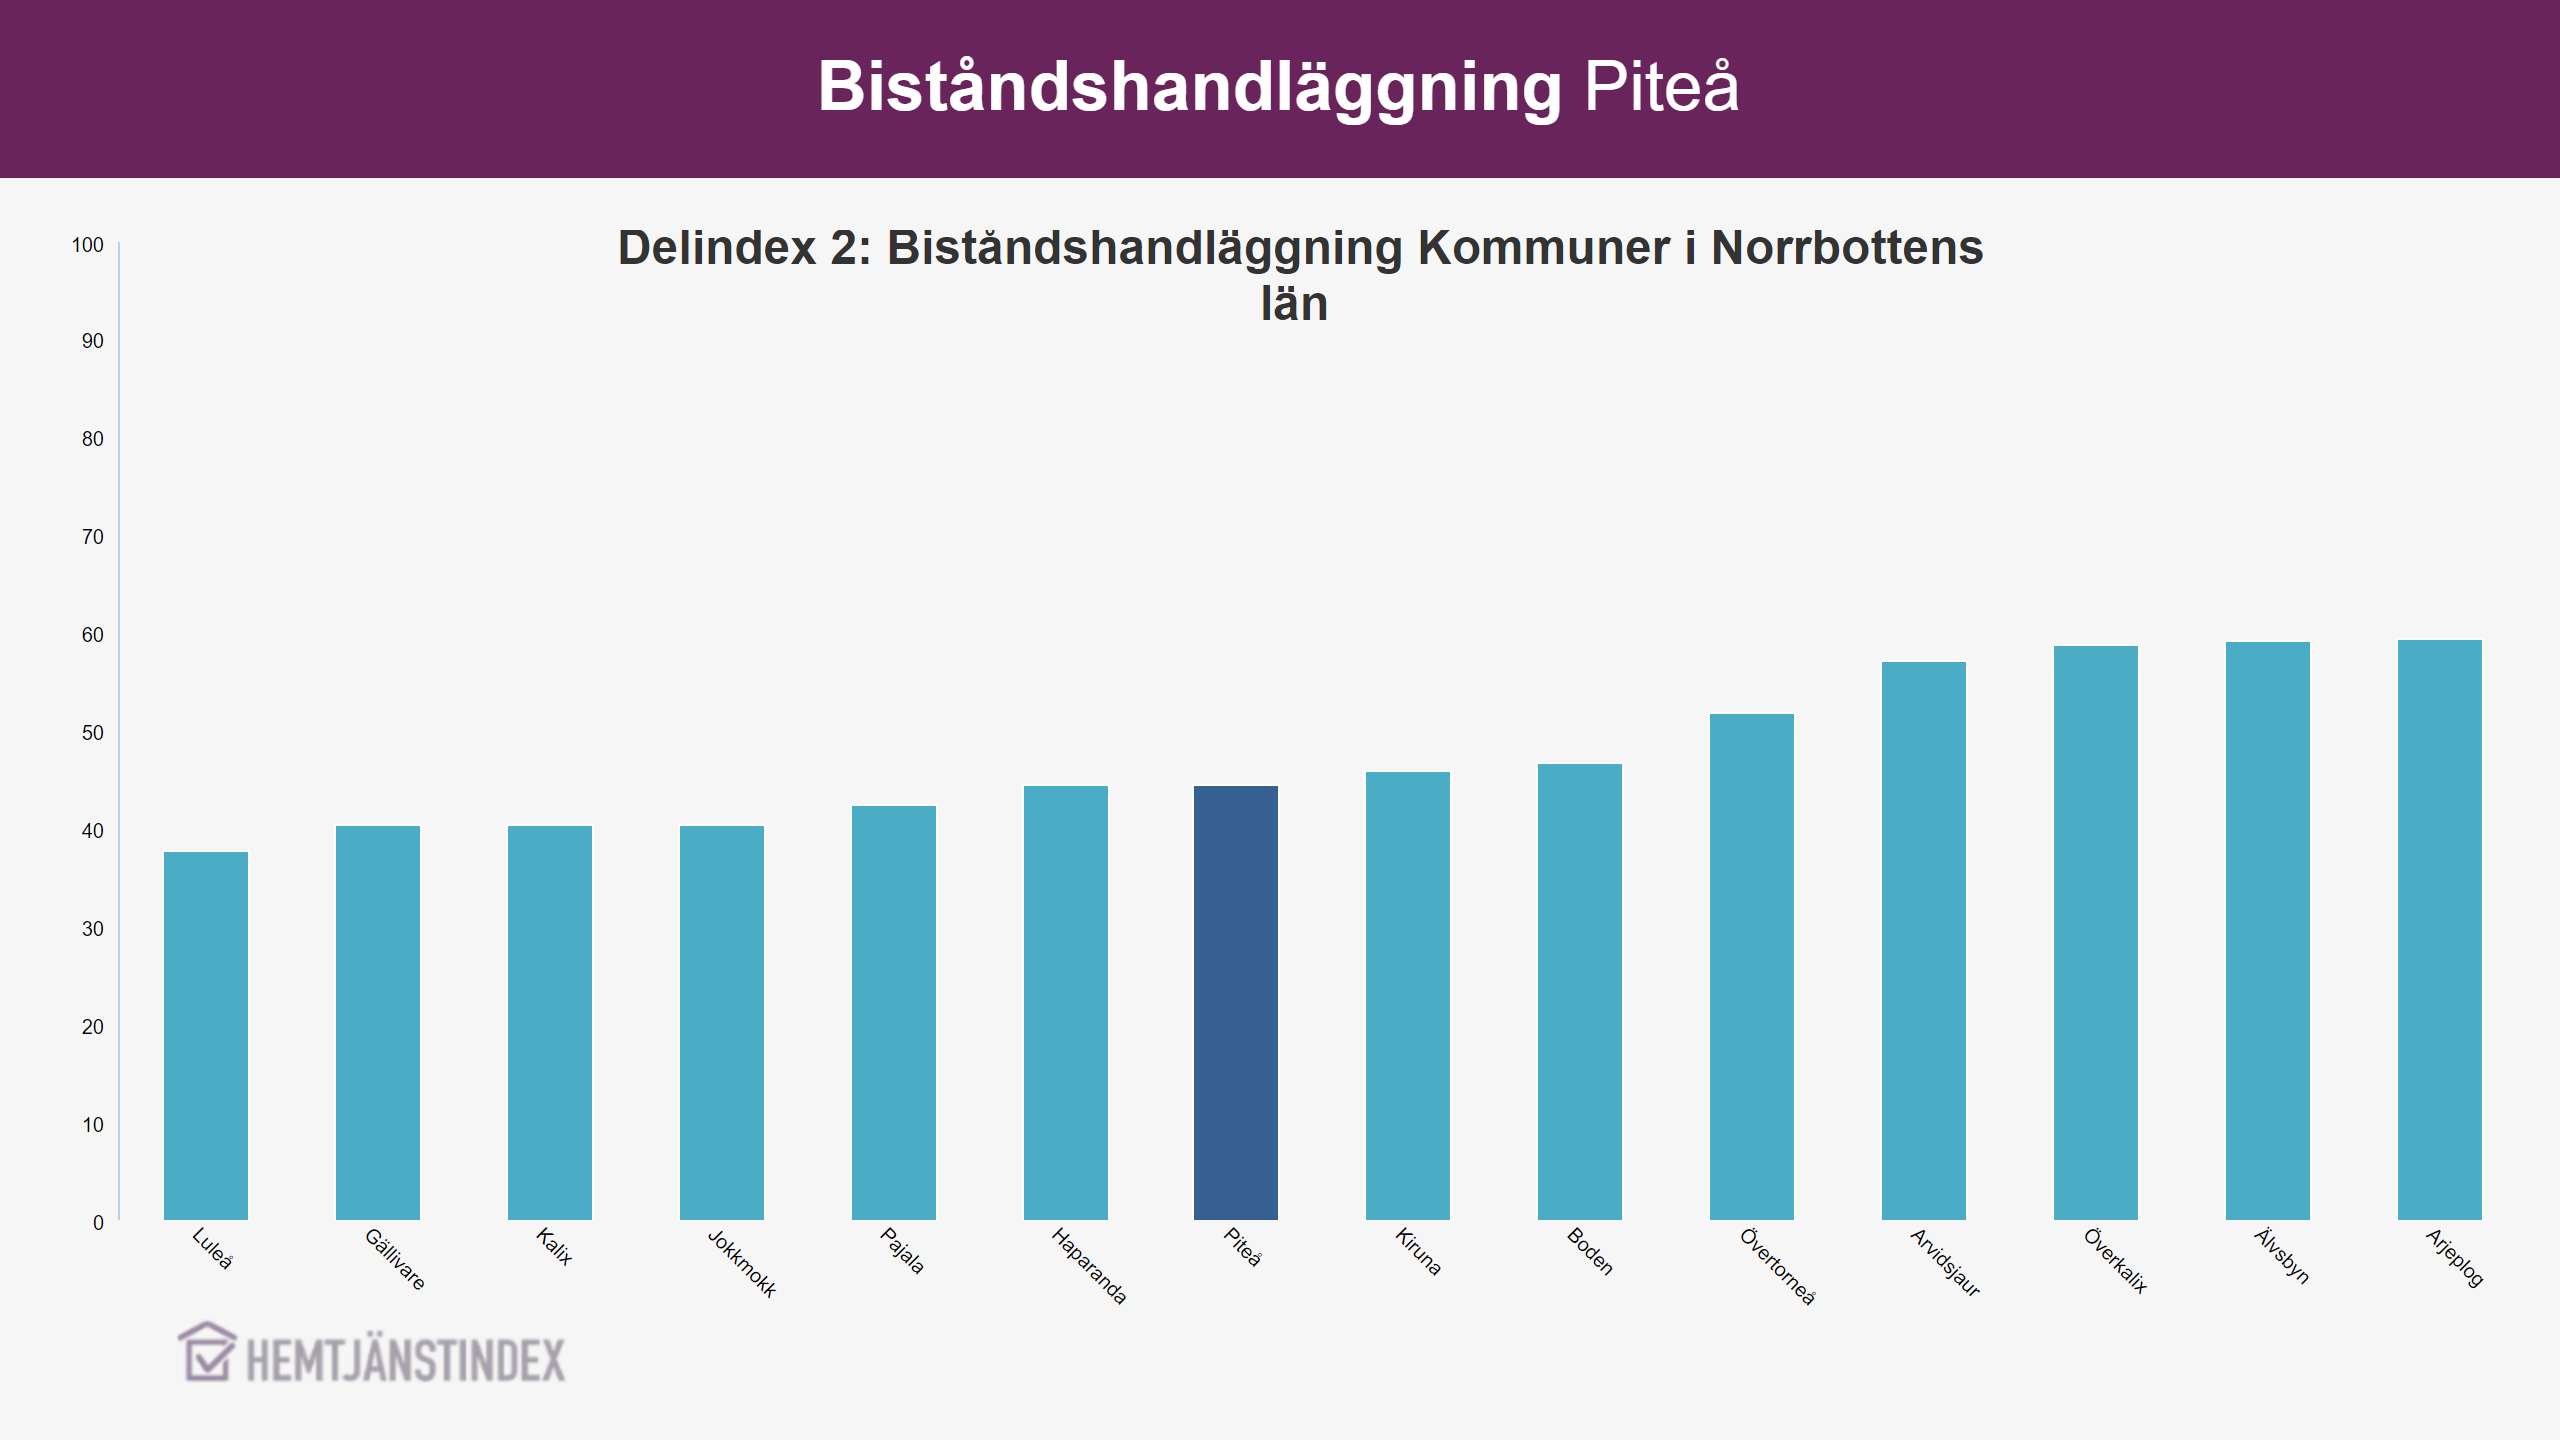 Biståndshandläggning Piteå
Delindex 2: Biståndshandläggning Kommuner i Norrbottens
län
100
90
80
70
60
50
40
30
20
10
0
Luleå
Gällivare
Kalix
Jokkmokk
Pajala
Haparanda
Piteå
Kiruna
Boden
Övertorneå
Arvidsjaur
Överkalix
Älvsbyn
Arjeplog
HEMTJÄNSTINDEX